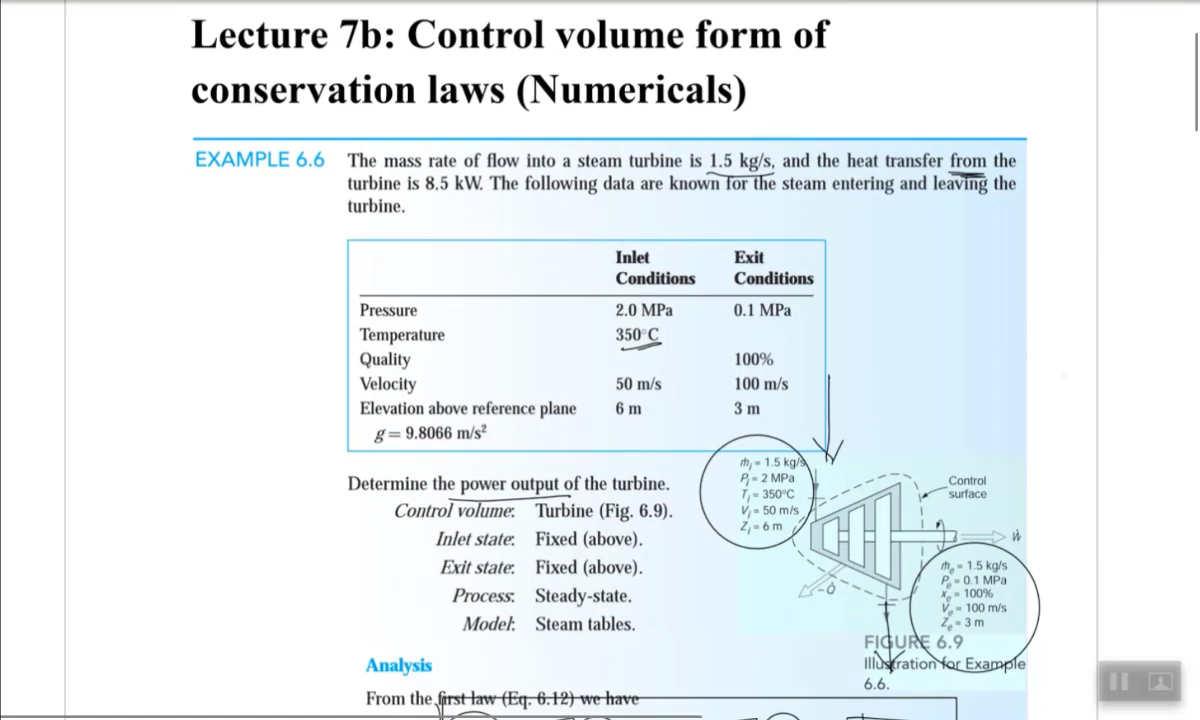 Lecture 7b: Control volume form of
conservation laws (Numericals)
EXAMPLE 6.6 The mass rate of flow into a steam turbine is 1.5 kg/s, and the heat transfer from the
turbine is 8.5 kW. The following data are known for the steam entering and leaving the
turbine.
Inlet Exit
Conditions Conditions
Pressure 2.0 MPa 0.1 MPa
Temperature 350°C
Quality 100%
Velocity 50 m/s 100 m/s
Elevation above reference plane 6 m 3 m
g = 9.8066 m/s²
Determine the power output of the turbine.
Control volume: Turbine (Fig. 6.9).
Inlet state: Fixed (above).
Exit state: Fixed (above).
Process: Steady-state.
Model: Steam tables.
Analysis
From the first law (Eq. 6.12) we have
ṁᵢ = 1.5 kg/s
Pᵢ = 2 MPa
Tᵢ = 350°C
Vᵢ = 50 m/s
Zᵢ = 6 m
Control
surface
Ẇ
–Q̇
ṁₑ = 1.5 kg/s
Pₑ = 0.1 MPa
xₑ = 100%
Vₑ = 100 m/s
Zₑ = 3 m
FIGURE 6.9
Illustration for Example
6.6.